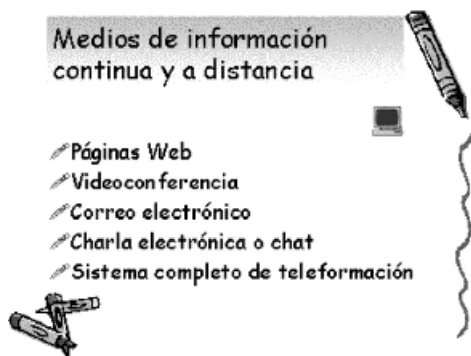 Medios de información
continua y a distancia
Páginas Web
Videoconferencia
Correo electrónico
Charla electrónica o chat
Sistema completo de teleformación